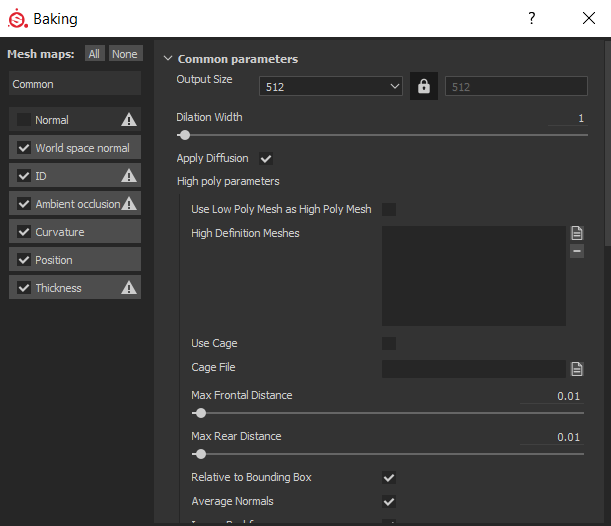 Baking
?
Mesh maps: All None
Common
Normal
World space normal
ID
Ambient occlusion
Curvature
Position
Thickness
Common parameters
Output Size 512 512
Dilation Width 1
Apply Diffusion
High poly parameters
Use Low Poly Mesh as High Poly Mesh
High Definition Meshes
Use Cage
Cage File
Max Frontal Distance 0.01
Max Rear Distance 0.01
Relative to Bounding Box
Average Normals